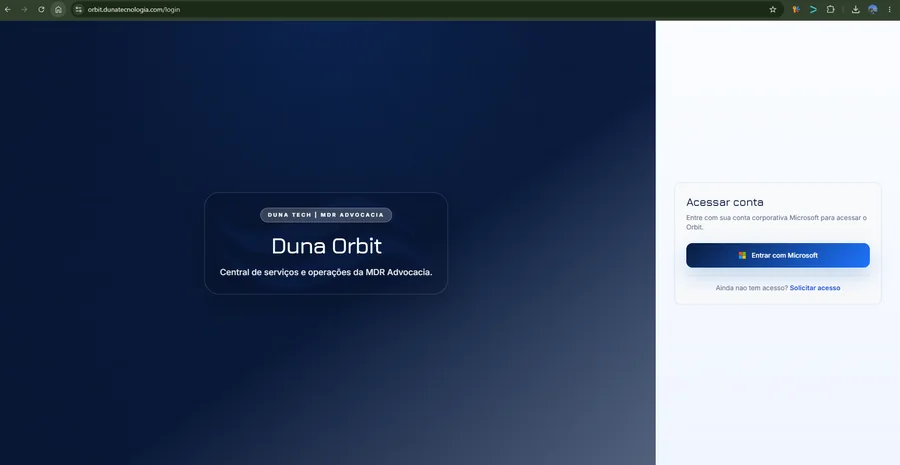 orbit.dunatecnologia.com/login
DUNA TECH | MDR ADVOCACIA
Duna Orbit
Central de serviços e operações da MDR Advocacia.
Acessar conta
Entre com sua conta corporativa Microsoft para acessar o
Orbit.
Entrar com Microsoft
Ainda nao tem acesso? Solicitar acesso